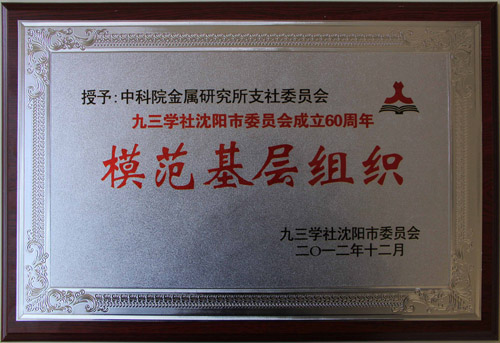 授予:中科院金属研究所支社委员会
九三学社沈阳市委员会成立60周年
模范基层组织
九三学社沈阳市委员会
二〇一二年十二月